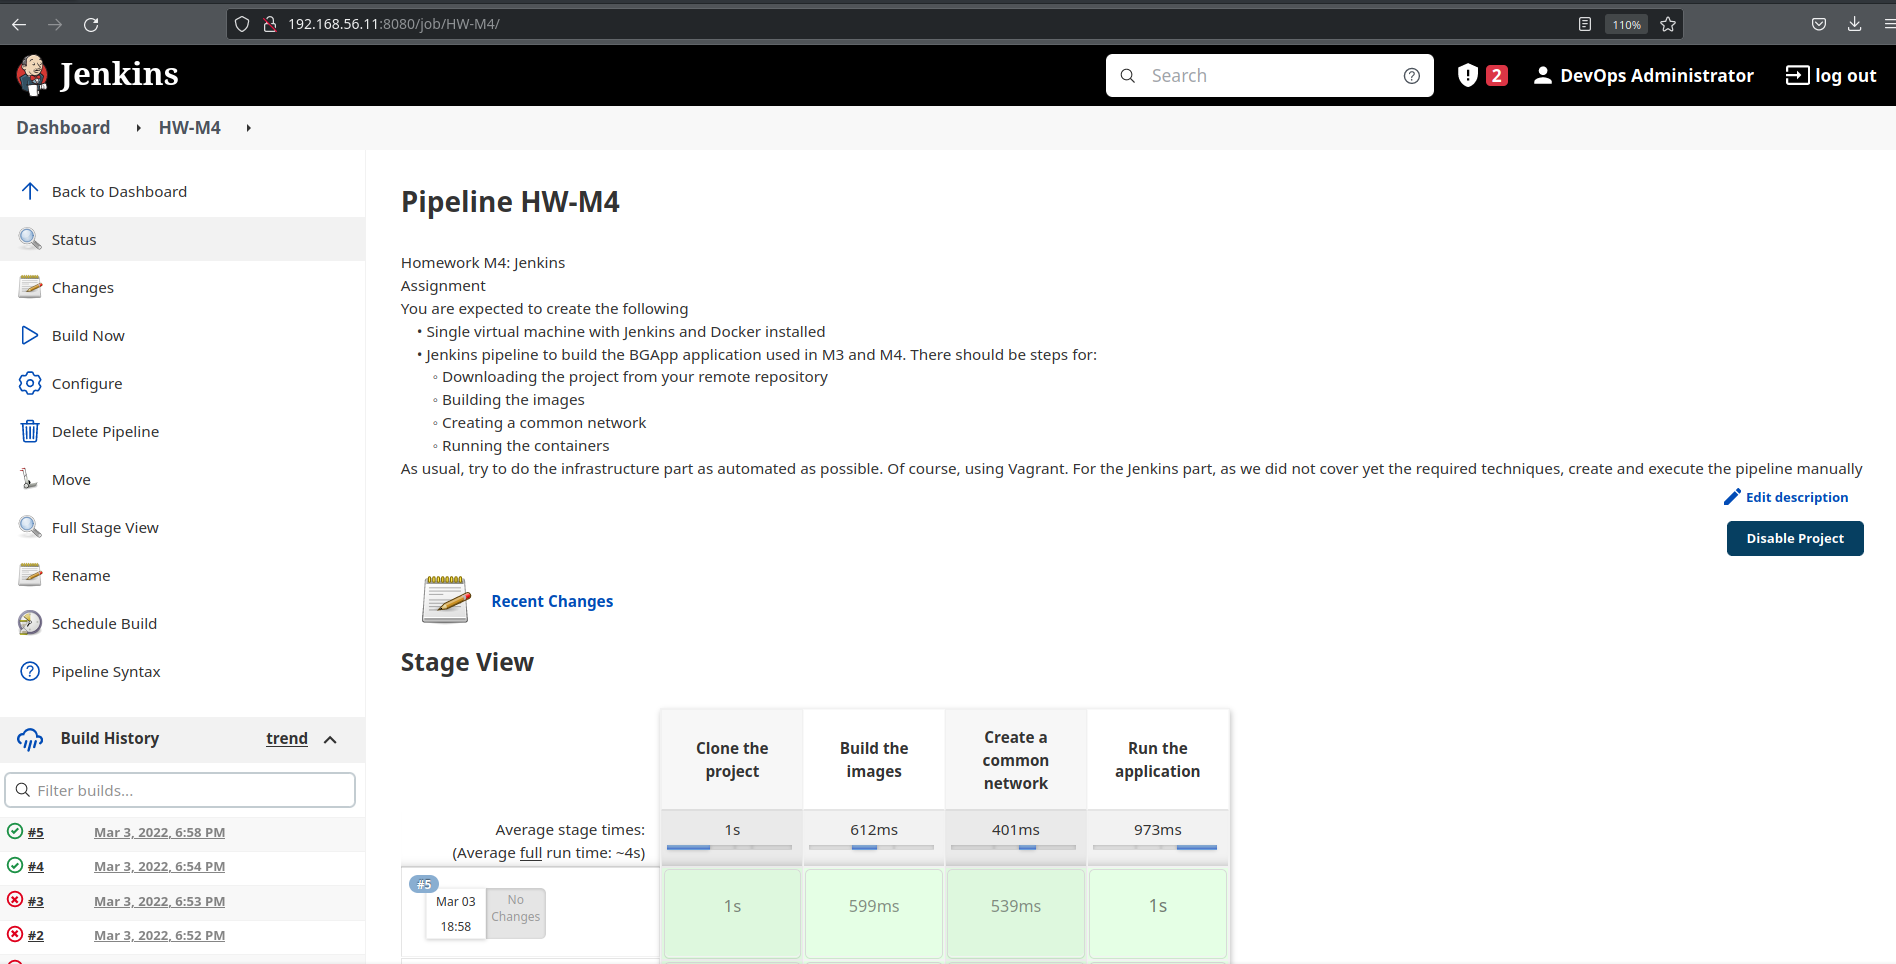 192.168.56.11:8080/job/HW-M4/
110%
Jenkins
Search
2
DevOps Administrator
log out
Dashboard
HW-M4
Back to Dashboard
Status
Changes
Build Now
Configure
Delete Pipeline
Move
Full Stage View
Rename
Schedule Build
Pipeline Syntax
Build History
trend
Filter builds...
#5 Mar 3, 2022, 6:58 PM
#4 Mar 3, 2022, 6:54 PM
#3 Mar 3, 2022, 6:53 PM
#2 Mar 3, 2022, 6:52 PM
Pipeline HW-M4
Homework M4: Jenkins
Assignment
You are expected to create the following
• Single virtual machine with Jenkins and Docker installed
• Jenkins pipeline to build the BGApp application used in M3 and M4. There should be steps for:
◦ Downloading the project from your remote repository
◦ Building the images
◦ Creating a common network
◦ Running the containers
As usual, try to do the infrastructure part as automated as possible. Of course, using Vagrant. For the Jenkins part, as we did not cover yet the required techniques, create and execute the pipeline manually
Edit description
Disable Project
Recent Changes
Stage View
Clone the
project
Build the
images
Create a
common
network
Run the
application
Average stage times:
(Average full run time: ~4s)
1s
612ms
401ms
973ms
#5
Mar 03
18:58
No
Changes
1s
599ms
539ms
1s